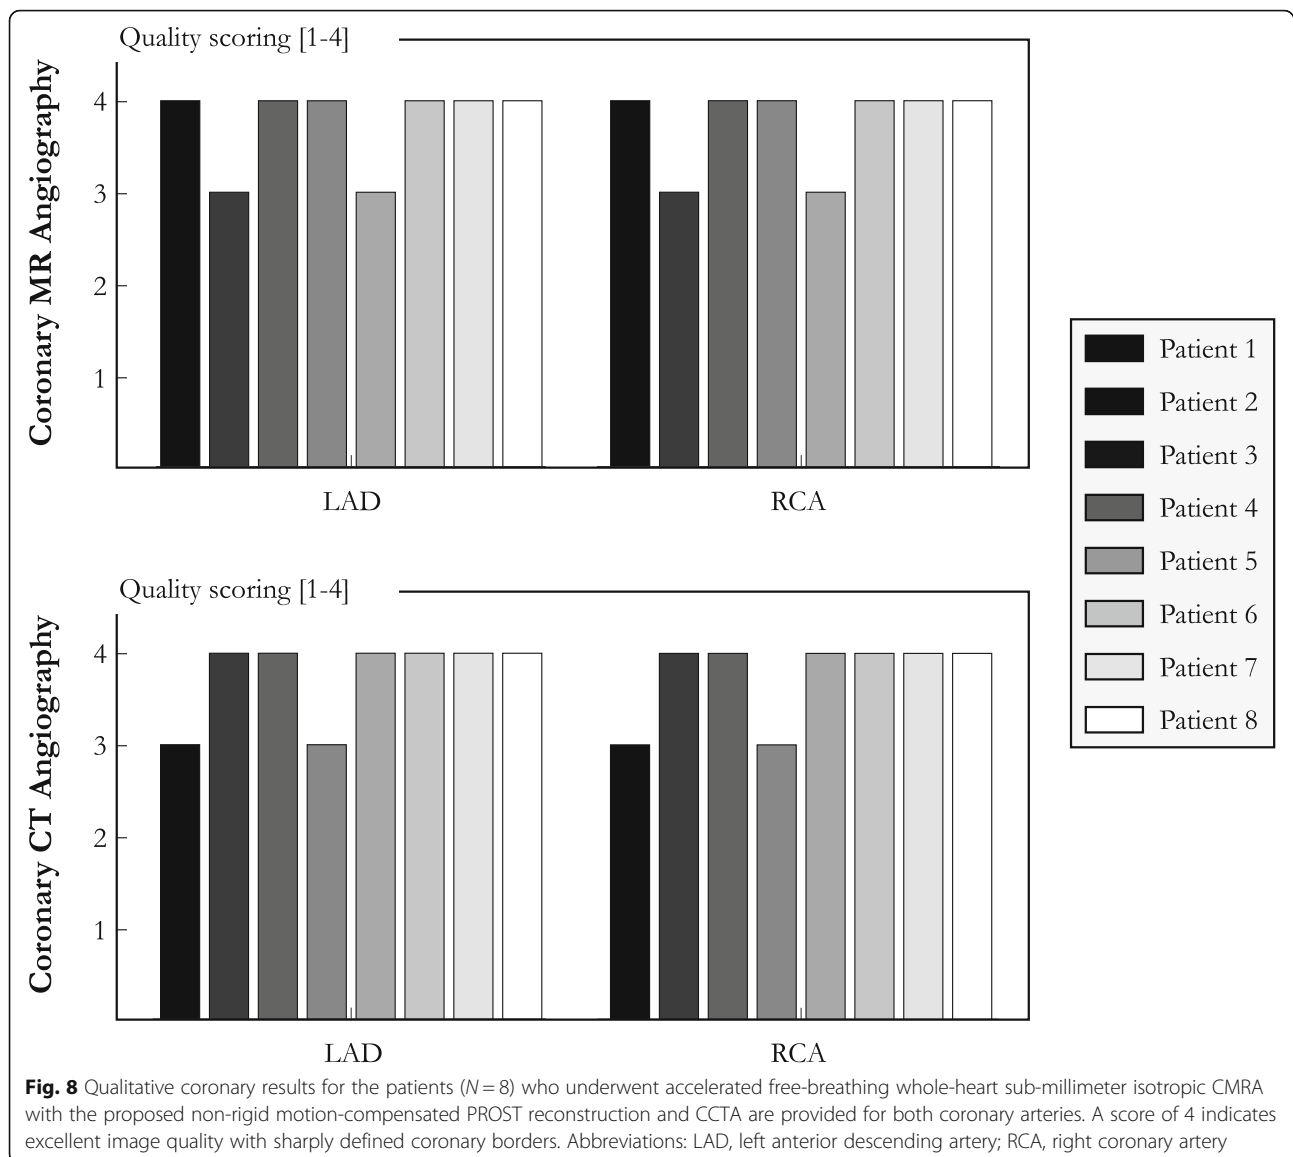 Quality scoring [1-4]
Coronary MR Angiography
4
3
2
1
LAD
RCA
Patient 1
Patient 2
Patient 3
Patient 4
Patient 5
Patient 6
Patient 7
Patient 8
Quality scoring [1-4]
Coronary CT Angiography
4
3
2
1
LAD
RCA
Fig. 8 Qualitative coronary results for the patients (N = 8) who underwent accelerated free-breathing whole-heart sub-millimeter isotropic CMRA
with the proposed non-rigid motion-compensated PROST reconstruction and CCTA are provided for both coronary arteries. A score of 4 indicates
excellent image quality with sharply defined coronary borders. Abbreviations: LAD, left anterior descending artery; RCA, right coronary artery